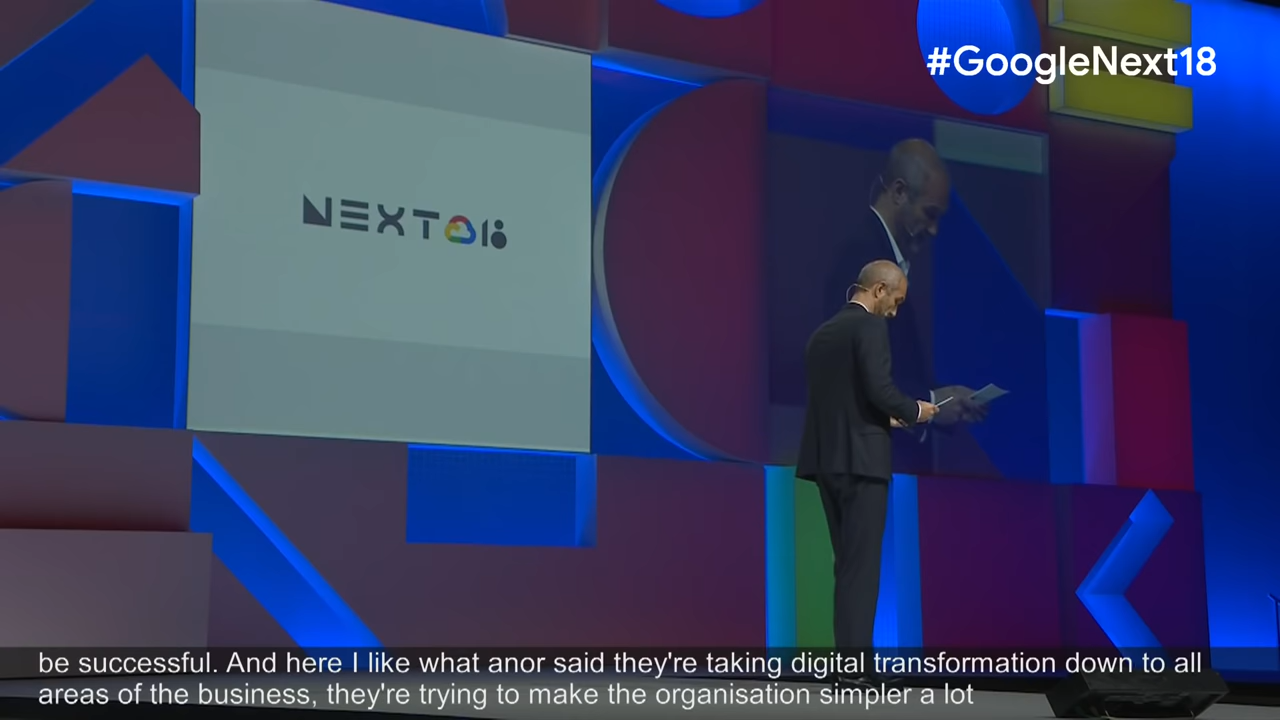 #GoogleNext18
NEXT 18
be successful. And here I like what anor said they're taking digital transformation down to all
areas of the business, they're trying to make the organisation simpler a lot